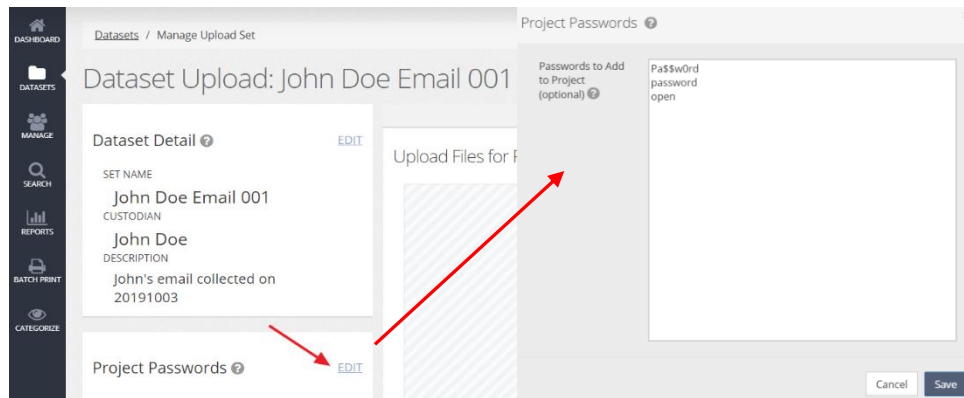 DASHBOARD
DATASETS
MANAGE
SEARCH
REPORTS
BATCH PRINT
CATEGORIZE
Datasets / Manage Upload Set
Dataset Upload: John Doe Email 001
Dataset Detail
EDIT
SET NAME
John Doe Email 001
CUSTODIAN
John Doe
DESCRIPTION
John's email collected on
20191003
Project Passwords
EDIT
Upload Files for
Project Passwords
Passwords to Add
to Project
(optional)
Pa$$w0rd
password
open
Cancel
Save